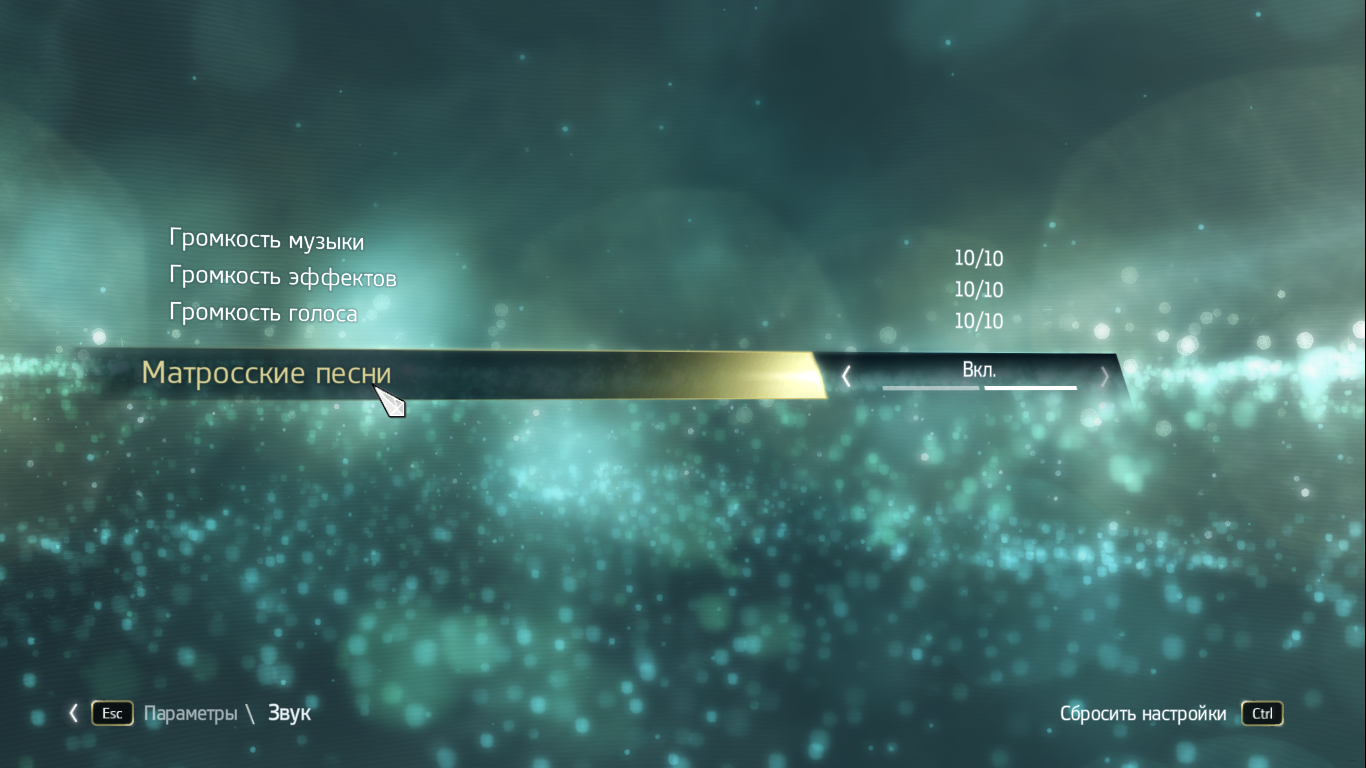 Громкость музыки 10/10
Громкость эффектов 10/10
Громкость голоса 10/10
Матросские песни Вкл.
Esc Параметры \ Звук
Сбросить настройки Ctrl